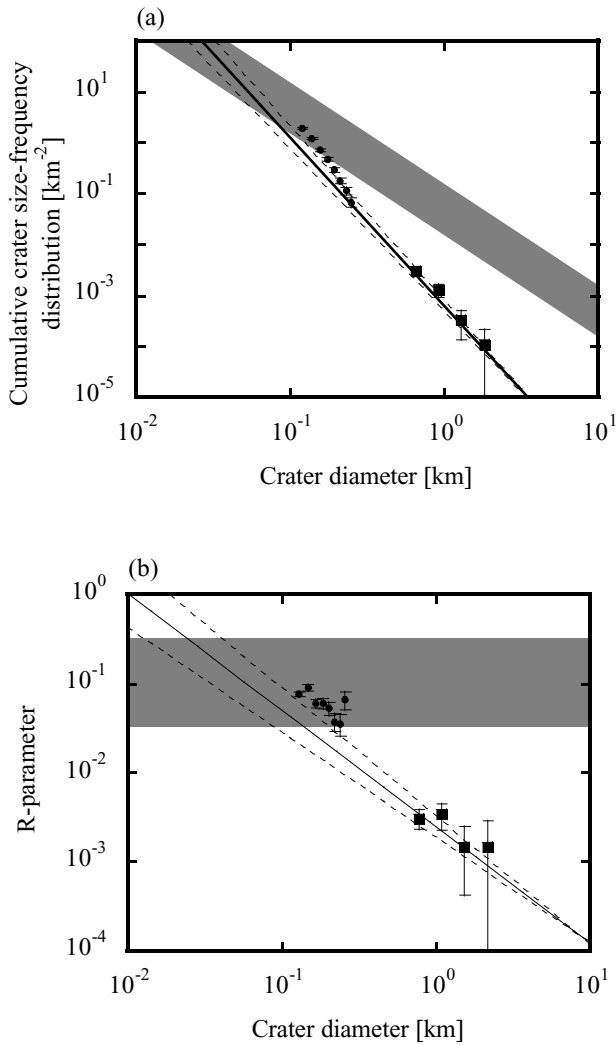 (a)
Cumulative crater size-frequency
distribution [km-2]
10^1
10^-1
10^-3
10^-5
10^-2
10^-1
10^0
10^1
Crater diameter [km]
(b)
R-parameter
10^0
10^-1
10^-2
10^-3
10^-4
10^-2
10^-1
10^0
10^1
Crater diameter [km]